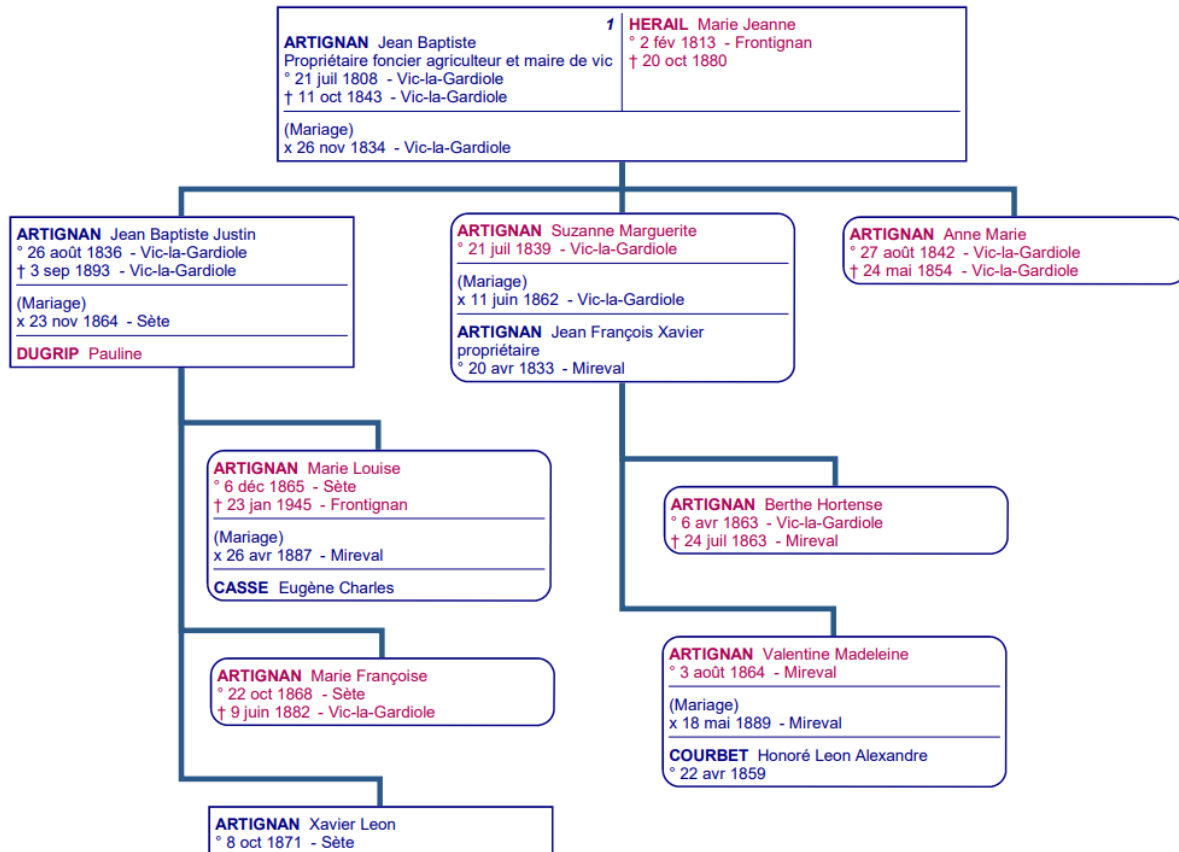 1
ARTIGNAN Jean Baptiste
Propriétaire foncier agriculteur et maire de vic
° 21 juil 1808 - Vic-la-Gardiole
† 11 oct 1843 - Vic-la-Gardiole
HERAIL Marie Jeanne
° 2 fév 1813 - Frontignan
† 20 oct 1880
(Mariage)
x 26 nov 1834 - Vic-la-Gardiole
ARTIGNAN Jean Baptiste Justin
° 26 août 1836 - Vic-la-Gardiole
† 3 sep 1893 - Vic-la-Gardiole
(Mariage)
x 23 nov 1864 - Sète
DUGRIP Pauline
ARTIGNAN Suzanne Marguerite
° 21 juil 1839 - Vic-la-Gardiole
(Mariage)
x 11 juin 1862 - Vic-la-Gardiole
ARTIGNAN Jean François Xavier
propriétaire
° 20 avr 1833 - Mireval
ARTIGNAN Anne Marie
° 27 août 1842 - Vic-la-Gardiole
† 24 mai 1854 - Vic-la-Gardiole
ARTIGNAN Marie Louise
° 6 déc 1865 - Sète
† 23 jan 1945 - Frontignan
(Mariage)
x 26 avr 1887 - Mireval
CASSE Eugène Charles
ARTIGNAN Berthe Hortense
° 6 avr 1863 - Vic-la-Gardiole
† 24 juil 1863 - Mireval
ARTIGNAN Marie Françoise
° 22 oct 1868 - Sète
† 9 juin 1882 - Vic-la-Gardiole
ARTIGNAN Valentine Madeleine
° 3 août 1864 - Mireval
(Mariage)
x 18 mai 1889 - Mireval
COURBET Honoré Leon Alexandre
° 22 avr 1859
ARTIGNAN Xavier Leon
° 8 oct 1871 - Sète